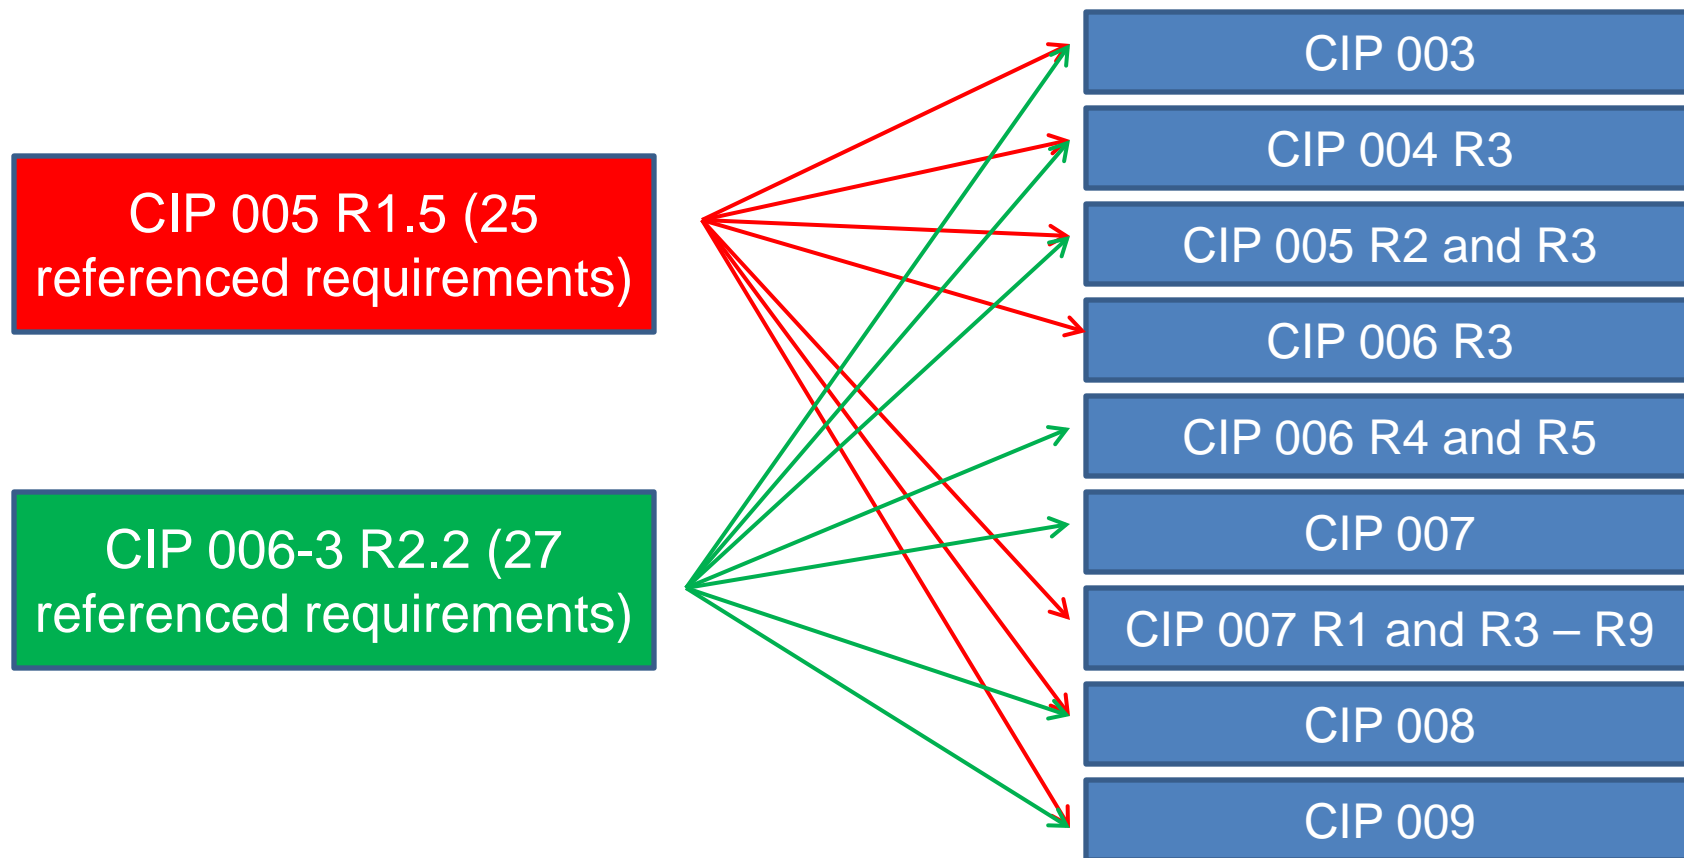 CIP 005 R1.5 (25
referenced requirements)
CIP 006-3 R2.2 (27
referenced requirements)
CIP 003
CIP 004 R3
CIP 005 R2 and R3
CIP 006 R3
CIP 006 R4 and R5
CIP 007
CIP 007 R1 and R3 – R9
CIP 008
CIP 009